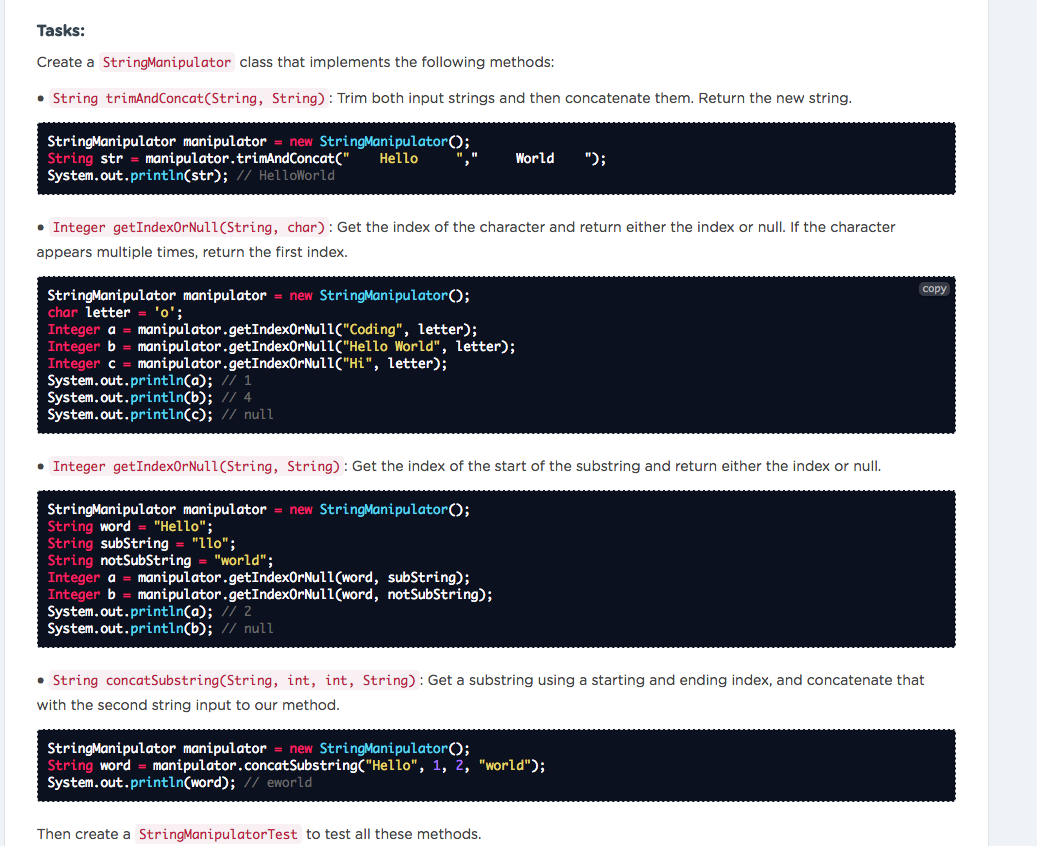 Tasks:
Create a StringManipulator class that implements the following methods:
• String trimAndConcat(String, String) : Trim both input strings and then concatenate them. Return the new string.
StringManipulator manipulator = new StringManipulator();
String str = manipulator.trimAndConcat("    Hello     ","     World    ");
System.out.println(str); // HelloWorld
• Integer getIndexOrNull(String, char) : Get the index of the character and return either the index or null. If the character
appears multiple times, return the first index.
copy
StringManipulator manipulator = new StringManipulator();
char letter = 'o';
Integer a = manipulator.getIndexOrNull("Coding", letter);
Integer b = manipulator.getIndexOrNull("Hello World", letter);
Integer c = manipulator.getIndexOrNull("Hi", letter);
System.out.println(a); // 1
System.out.println(b); // 4
System.out.println(c); // null
• Integer getIndexOrNull(String, String) : Get the index of the start of the substring and return either the index or null.
StringManipulator manipulator = new StringManipulator();
String word = "Hello";
String subString = "llo";
String notSubString = "world";
Integer a = manipulator.getIndexOrNull(word, subString);
Integer b = manipulator.getIndexOrNull(word, notSubString);
System.out.println(a); // 2
System.out.println(b); // null
• String concatSubstring(String, int, int, String) : Get a substring using a starting and ending index, and concatenate that
with the second string input to our method.
StringManipulator manipulator = new StringManipulator();
String word = manipulator.concatSubstring("Hello", 1, 2, "world");
System.out.println(word); // eworld
Then create a StringManipulatorTest to test all these methods.